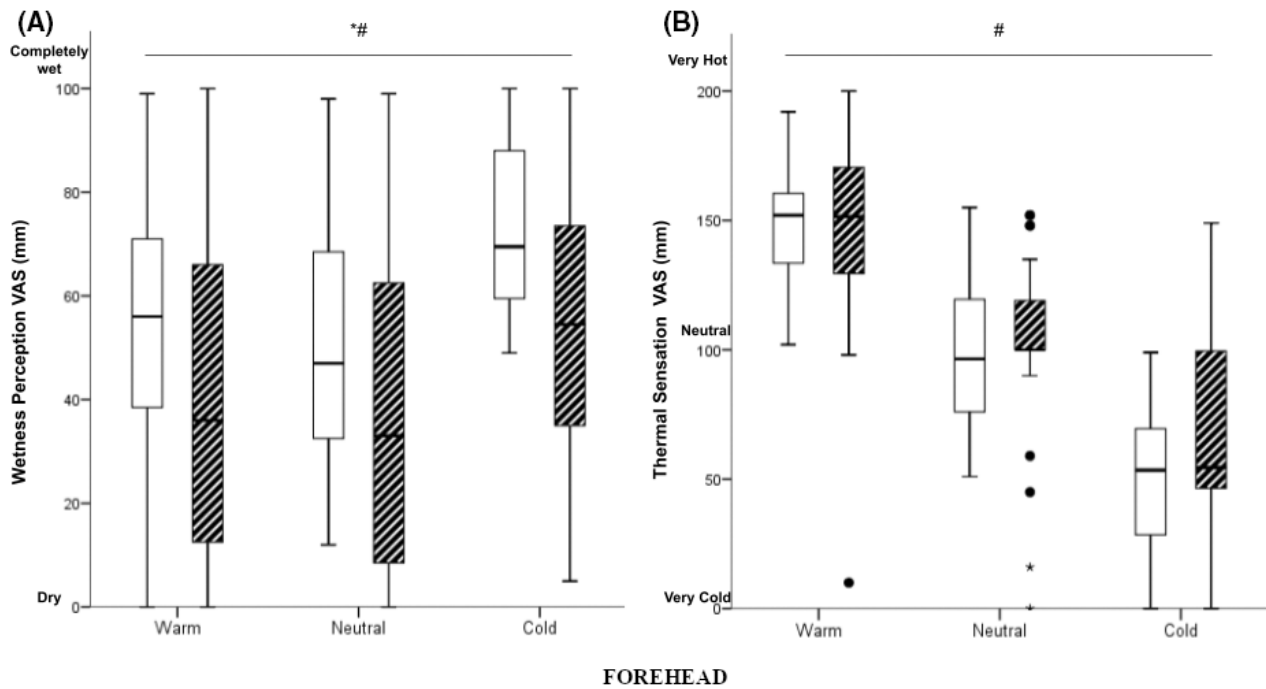 (A)
*#
Completely
wet
100
80
60
40
20
0
Dry
Wetness Perception VAS (mm)
Warm
Neutral
Cold
(B)
#
Very Hot
200
150
Neutral
100
50
Very Cold
0
Thermal Sensation VAS (mm)
Warm
Neutral
Cold
FOREHEAD